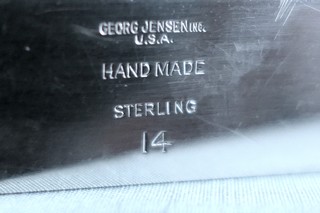 GEORG JENSEN INC.
U.S.A.
HAND MADE
STERLING
14